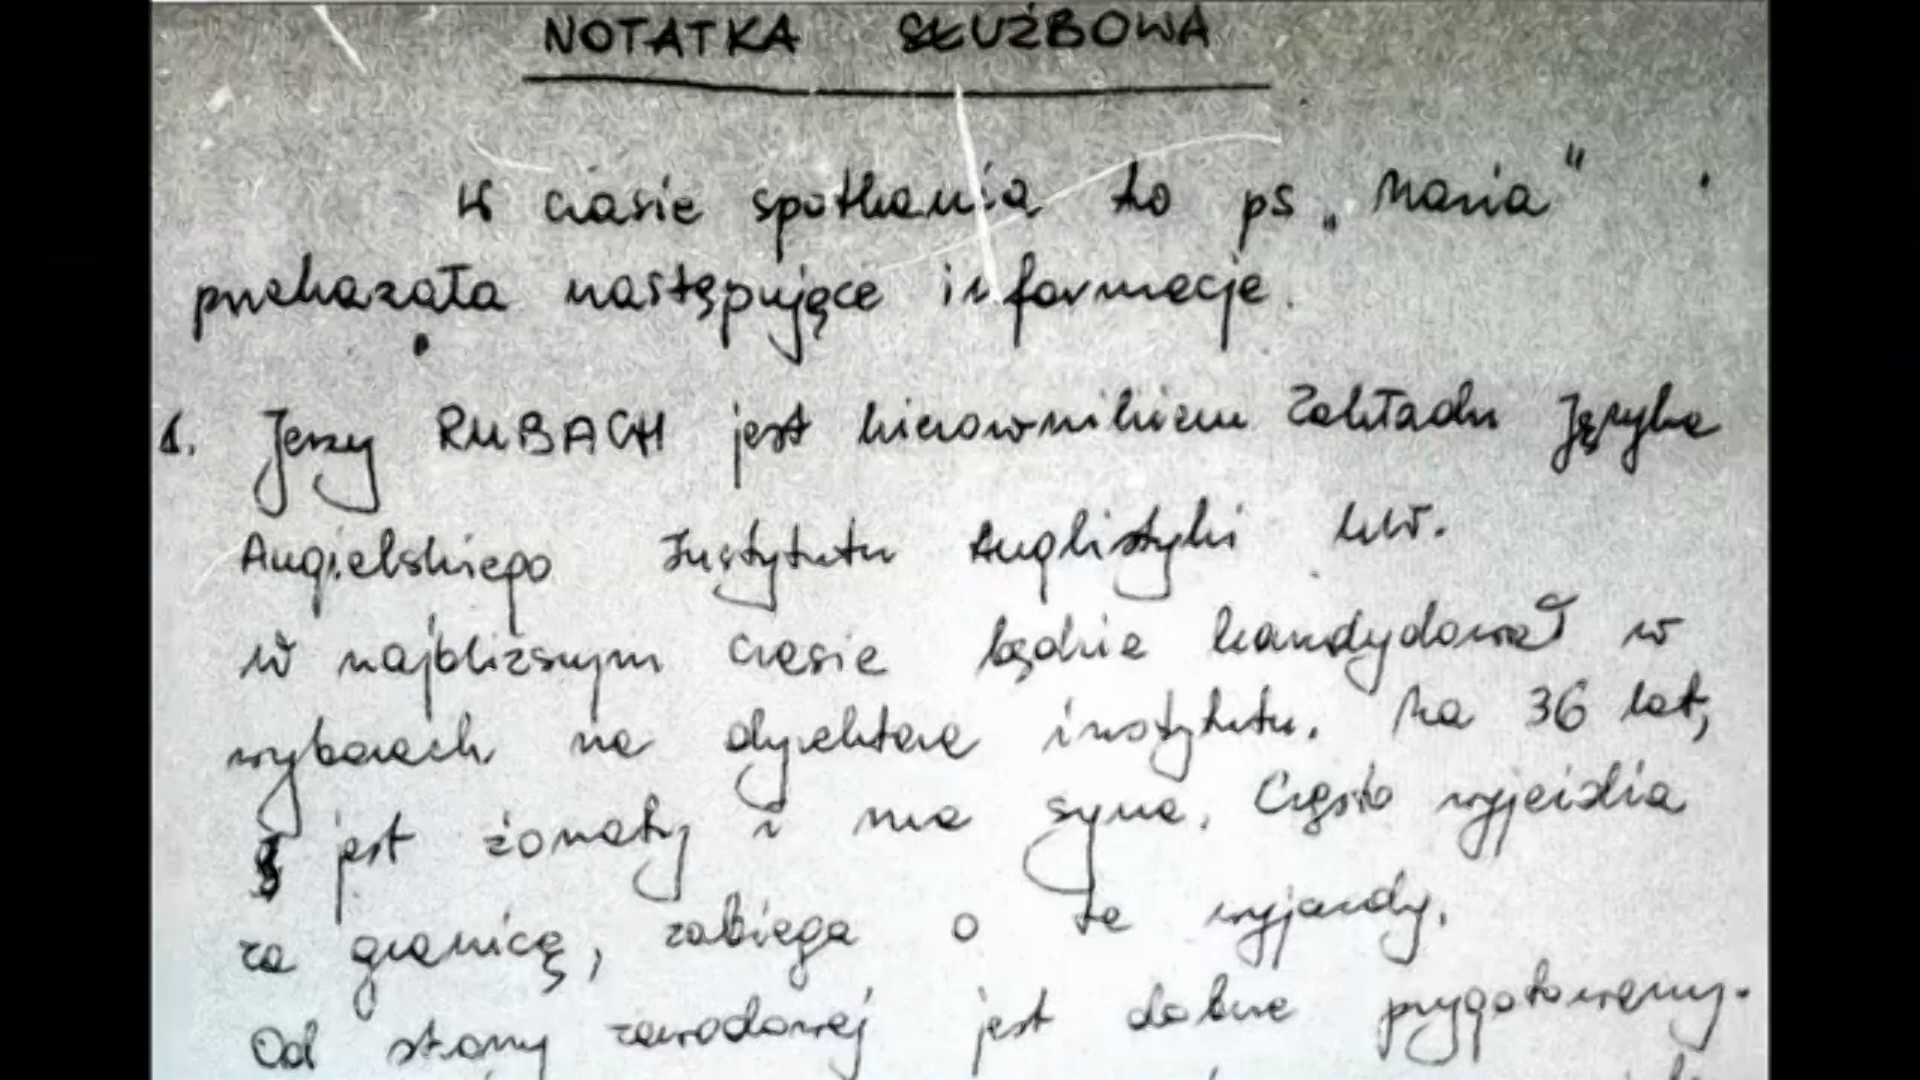 NOTATKA SŁUŻBOWA
W czasie spotkania to ps „Maria"
przekazała następujące informacje.
1. Jerzy RUBACH jest kierownikiem Zakładu Języka
Angielskiego Instytutu Anglistyki UW.
W najbliższym czasie będzie kandydował w
wyborach na dyrektora instytutu. Ma 36 lat,
jest żonaty i ma syna. Często wyjeżdża
za granicę, zabiega o te wyjazdy.
Od strony zawodowej jest dobrze przygotowany.